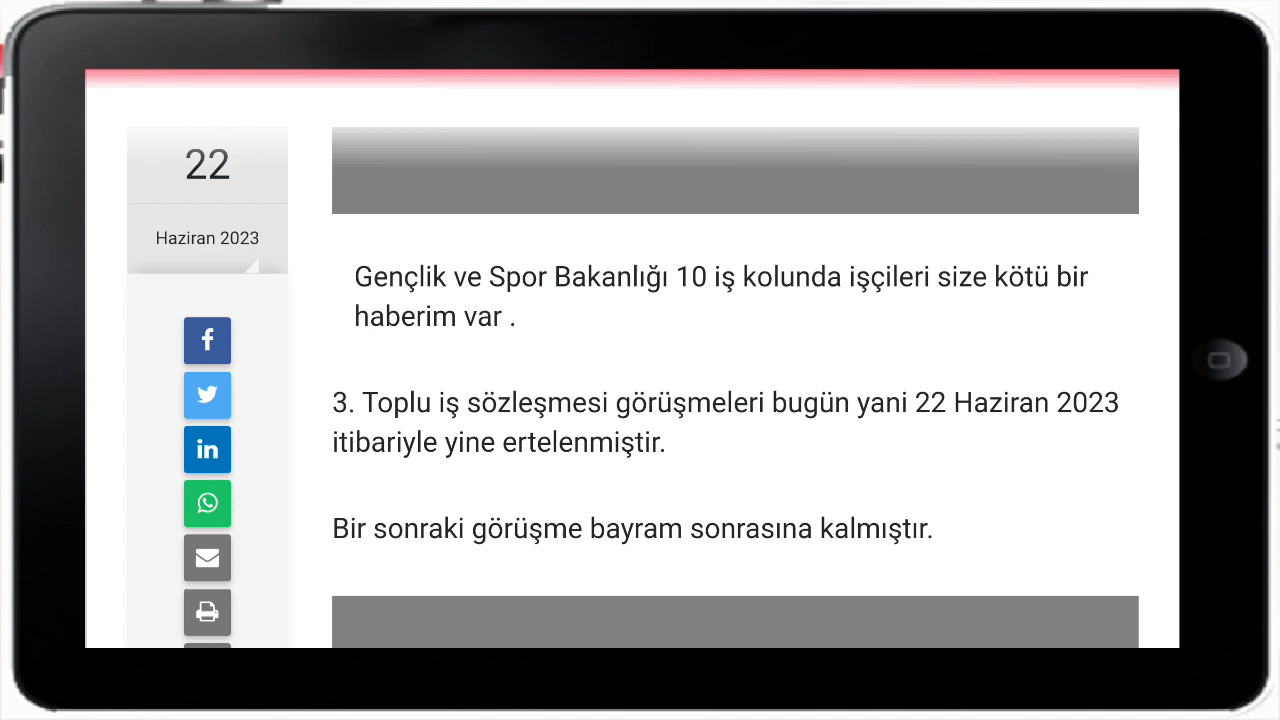 22
Haziran 2023
Gençlik ve Spor Bakanlığı 10 iş kolunda işçileri size kötü bir
haberim var .
3. Toplu iş sözleşmesi görüşmeleri bugün yani 22 Haziran 2023
itibariyle yine ertelenmiştir.
Bir sonraki görüşme bayram sonrasına kalmıştır.